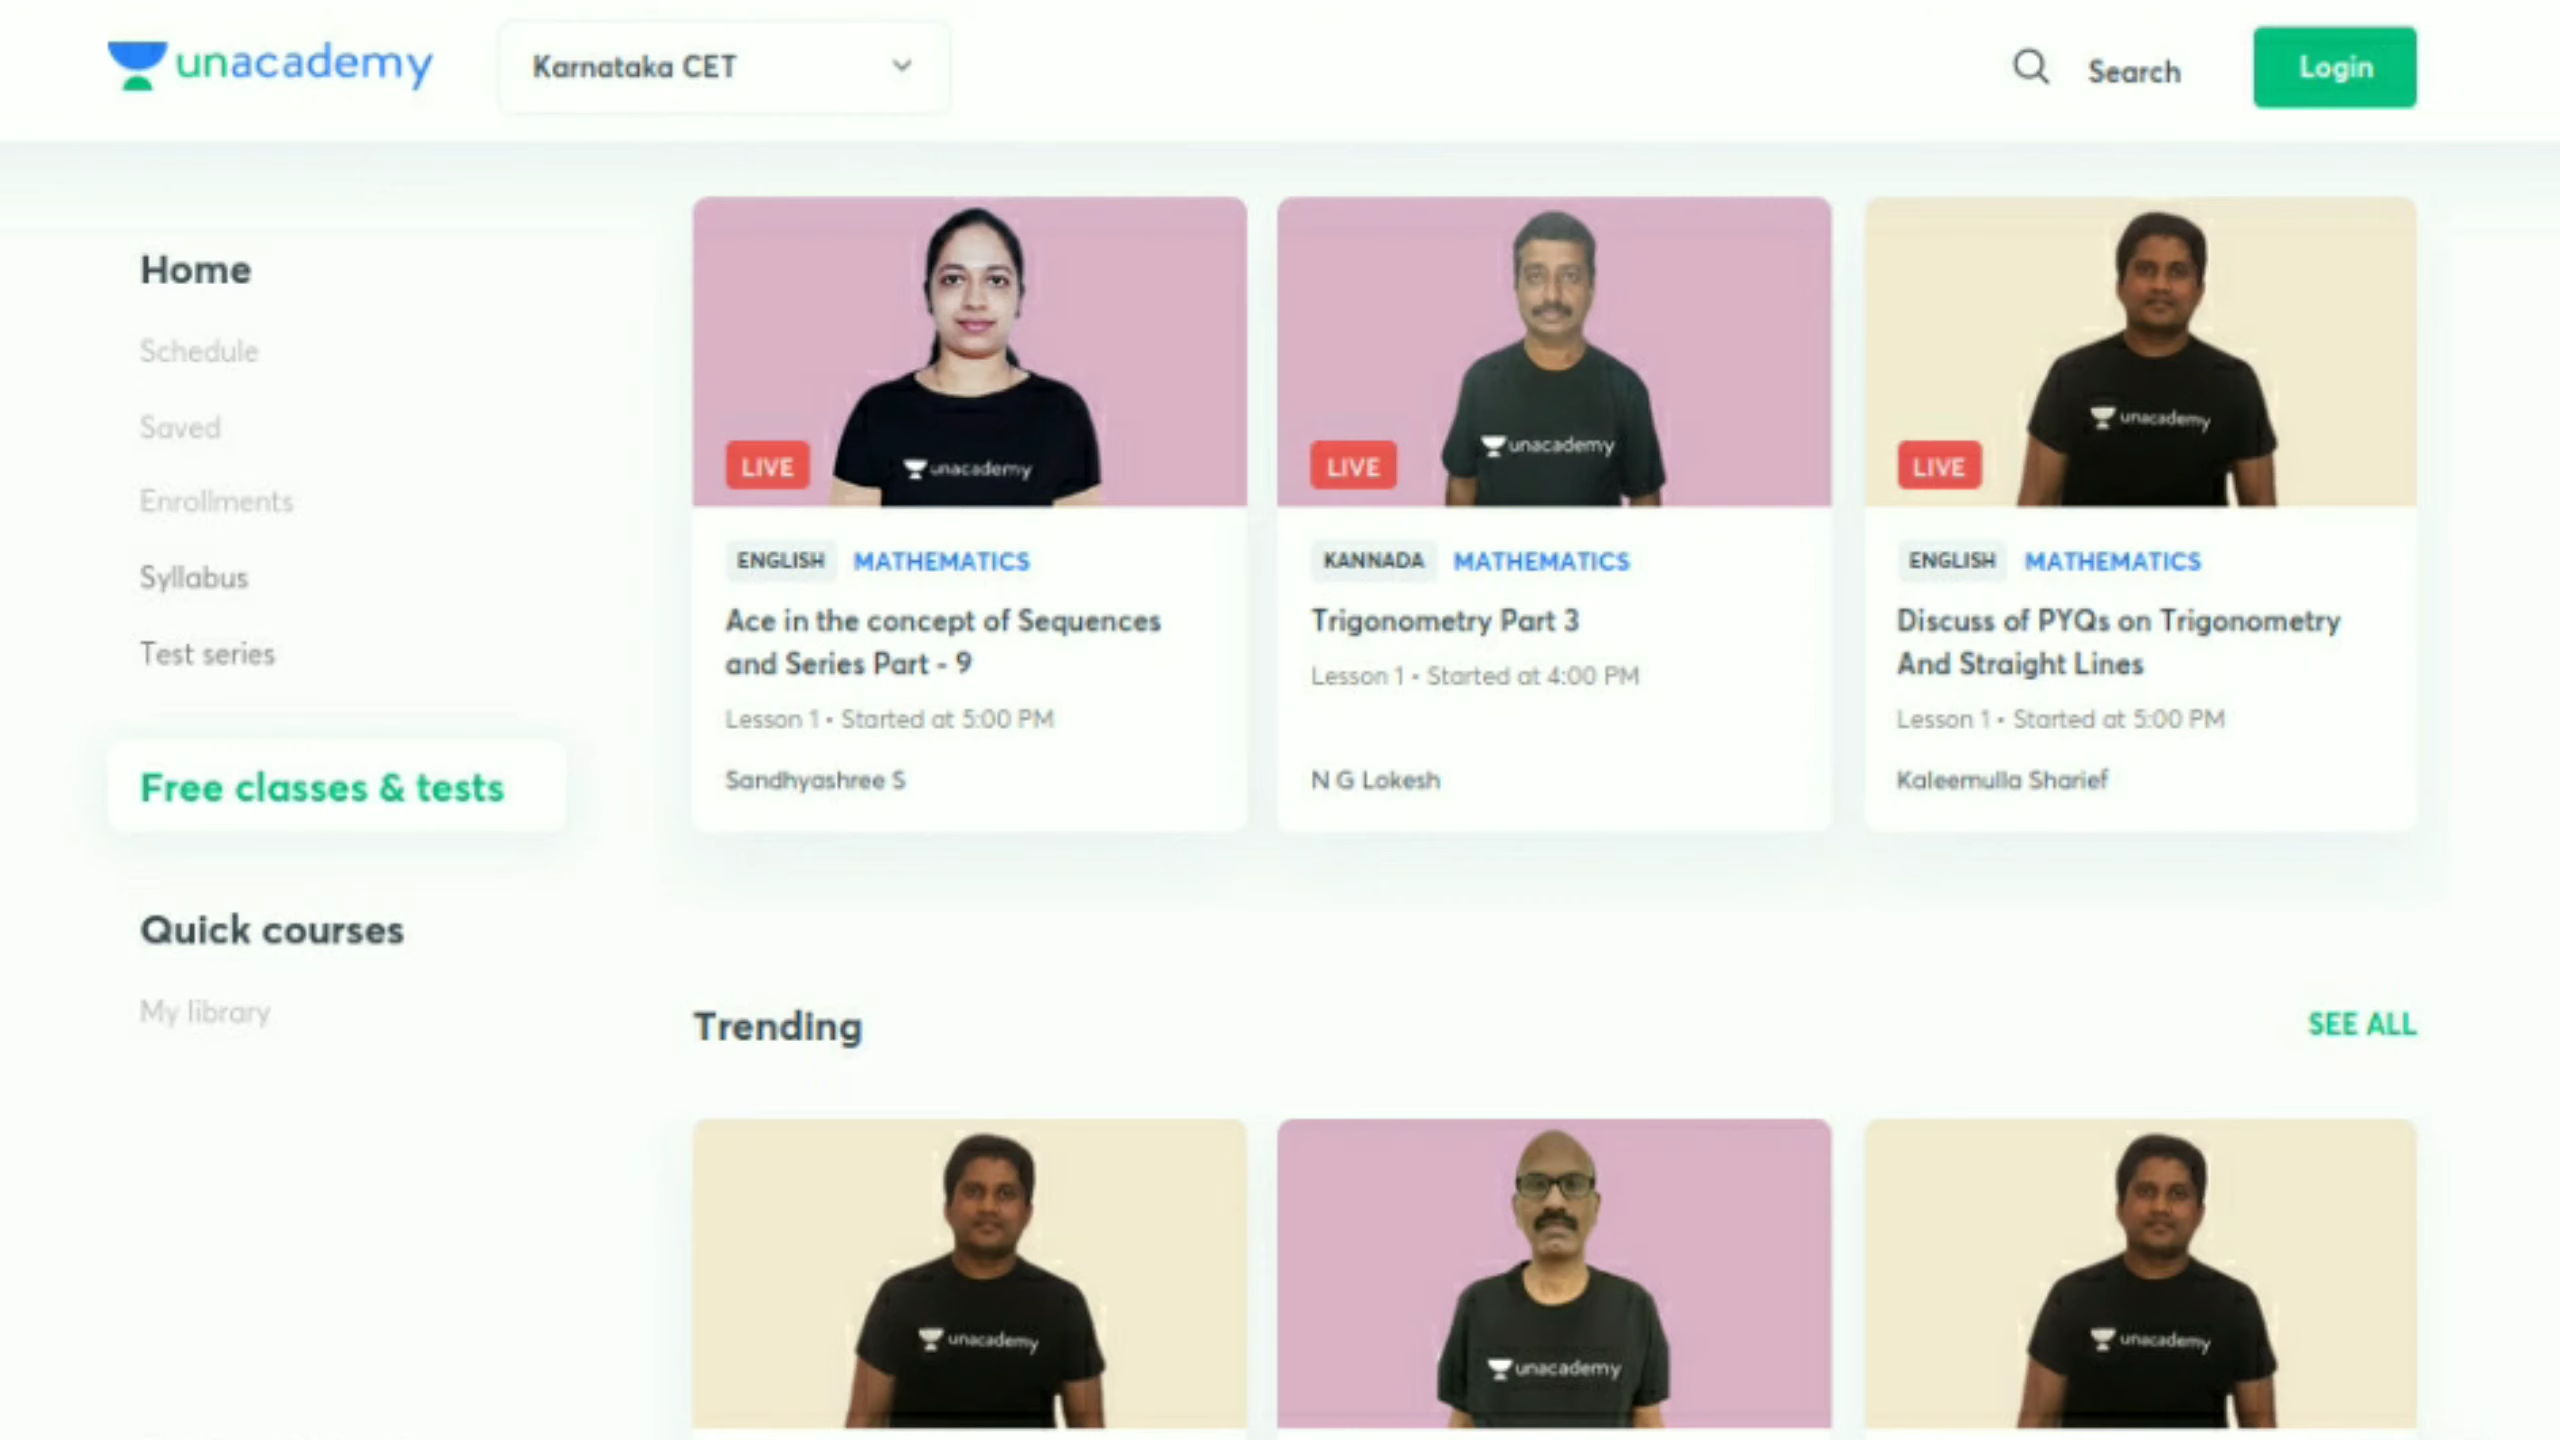 unacademy
Karnataka CET
Search
Login
Home
Schedule
Saved
Enrollments
Syllabus
Test series
Free classes & tests
Quick courses
My library
LIVE
unacademy
ENGLISH MATHEMATICS
Ace in the concept of Sequences
and Series Part - 9
Lesson 1 • Started at 5:00 PM
Sandhyashree S
LIVE
unacademy
KANNADA MATHEMATICS
Trigonometry Part 3
Lesson 1 • Started at 4:00 PM
N G Lokesh
LIVE
unacademy
ENGLISH MATHEMATICS
Discuss of PYQs on Trigonometry
And Straight Lines
Lesson 1 • Started at 5:00 PM
Kaleemulla Sharief
Trending
SEE ALL
unacademy
unacademy
unacademy